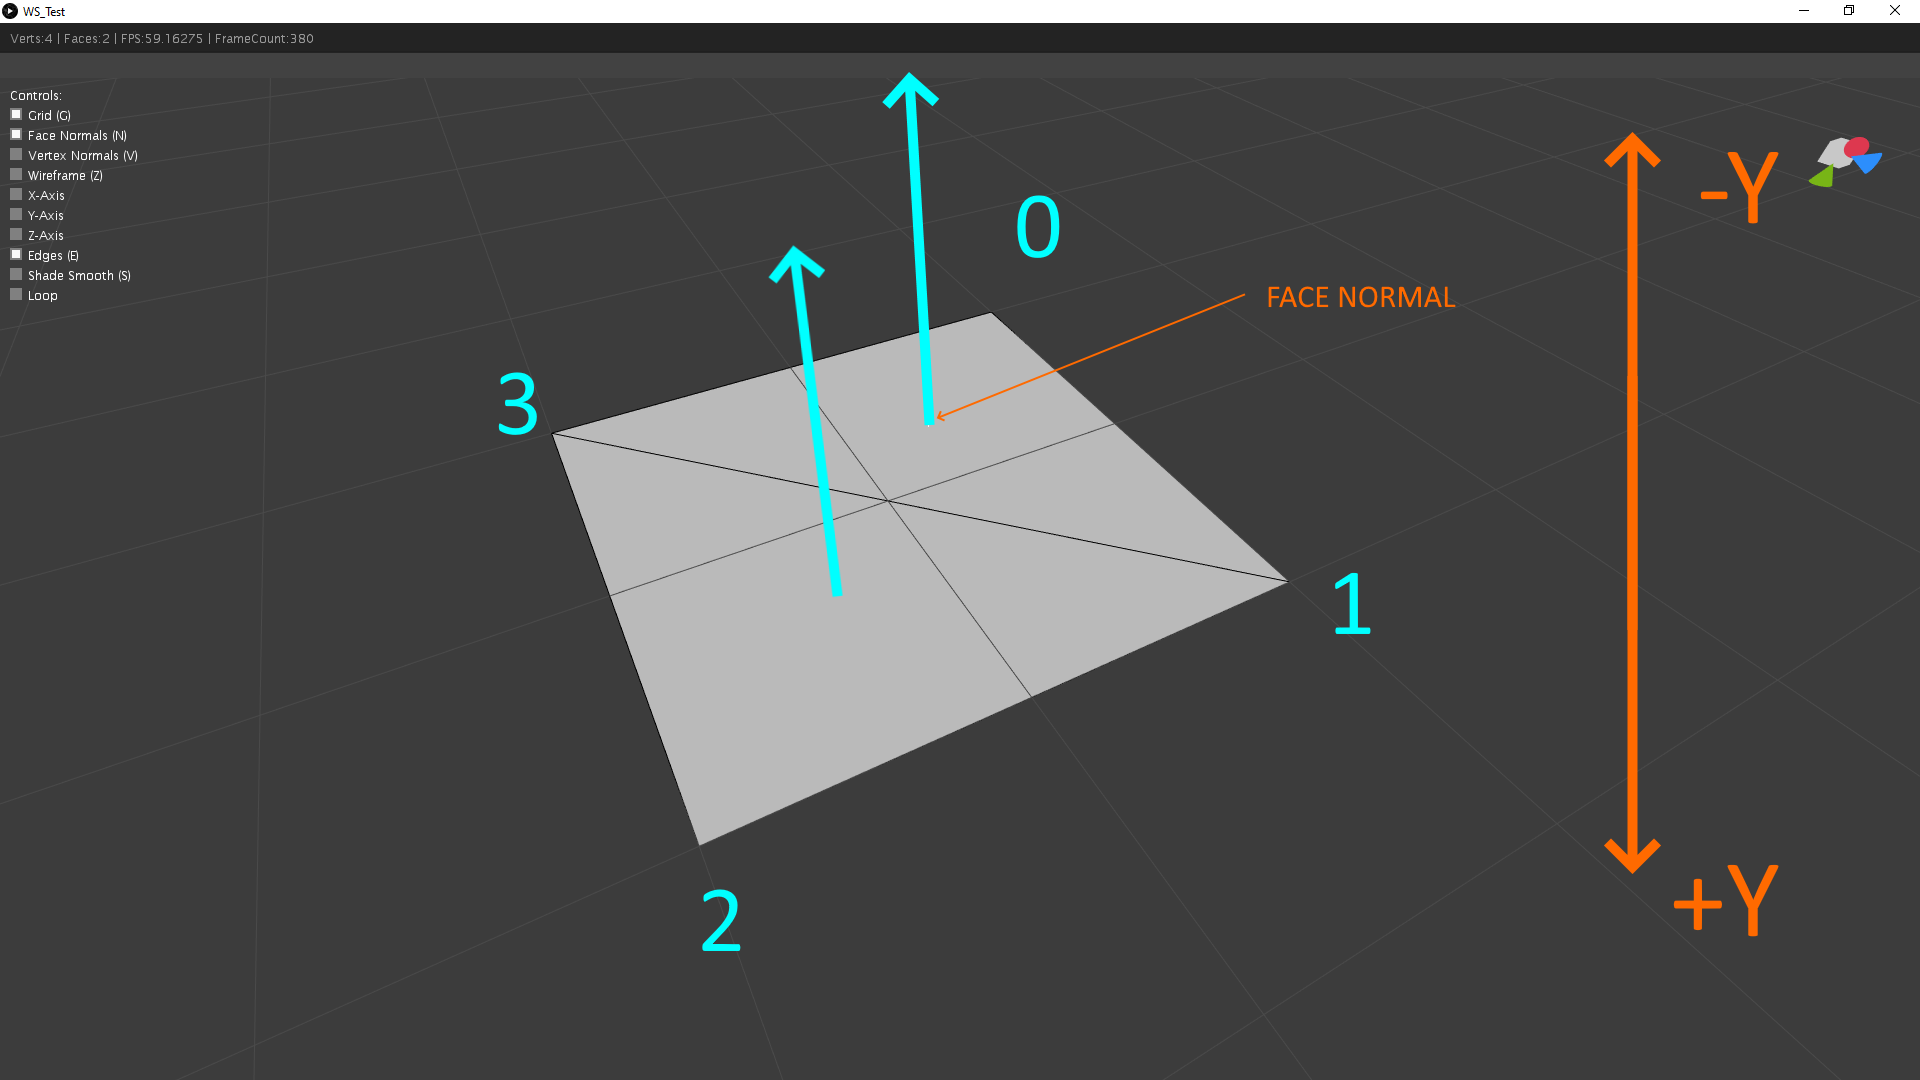 WS_Test
Verts:4 | Faces:2 | FPS:59.16275 | FrameCount:380
Controls:
Grid (G)
Face Normals (N)
Vertex Normals (V)
Wireframe (Z)
X-Axis
Y-Axis
Z-Axis
Edges (E)
Shade Smooth (S)
Loop
-Y
0
FACE NORMAL
3
1
2
+Y